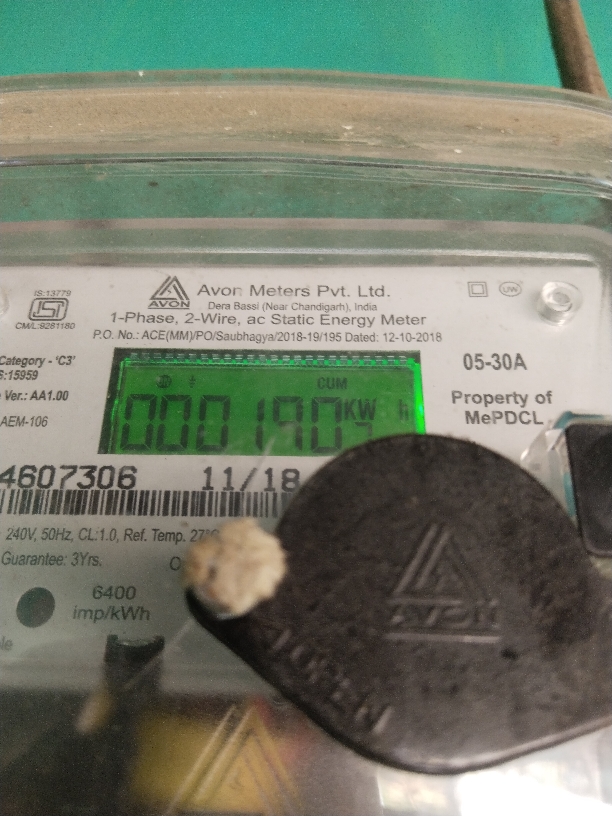 IS:13779
CM/L:9281180
AVON
Avon Meters Pvt. Ltd.
Dera Bassi (Near Chandigarh), India
1-Phase, 2-Wire, ac Static Energy Meter
P.O. No.: ACE(MM)/PO/Saubhagya/2018-19/195 Dated: 12-10-2018
Category - 'C3'
:15959
Ver.: AA1.00
AEM-106
CUM
0001903
KW h
05-30A
Property of
MePDCL
4607306 11/18
240V, 50Hz, CL:1.0, Ref. Temp. 27°
Guarantee: 3Yrs.
6400
imp/kWh
AVON
OPEN